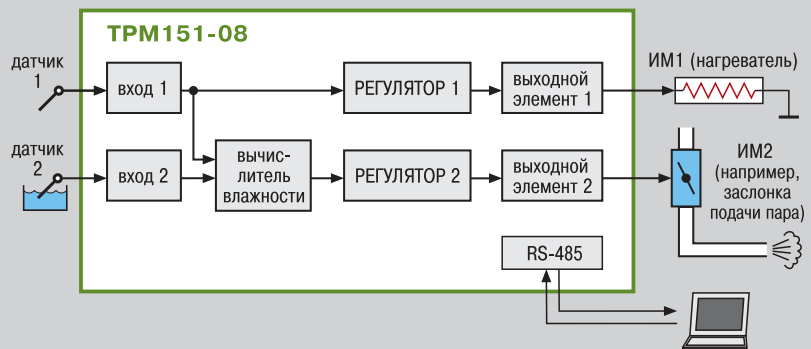 ТРМ151-08
датчик
1
вход 1
РЕГУЛЯТОР 1
выходной
элемент 1
ИМ1 (нагреватель)
датчик
2
вход 2
вычис-
литель
влажности
РЕГУЛЯТОР 2
выходной
элемент 2
ИМ2
(например,
заслонка
подачи пара)
RS-485